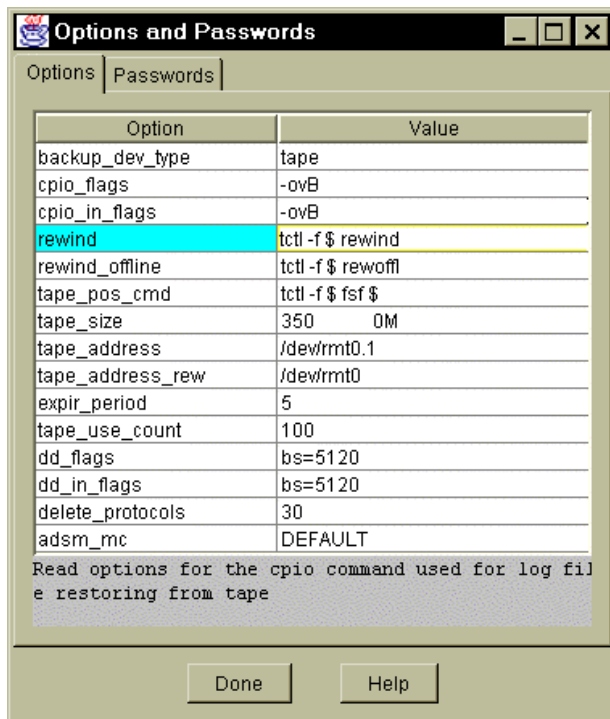 Options and Passwords
Options Passwords
Option Value
backup_dev_type tape
cpio_flags -ovB
cpio_in_flags -ovB
rewind tctl -f $ rewind
rewind_offline tctl -f $ rewoffl
tape_pos_cmd tctl -f $ fsf $
tape_size 350 0M
tape_address /dev/rmt0.1
tape_address_rew /dev/rmt0
expir_period 5
tape_use_count 100
dd_flags bs=5120
dd_in_flags bs=5120
delete_protocols 30
adsm_mc DEFAULT
Read options for the cpio command used for log fil
e restoring from tape
Done Help